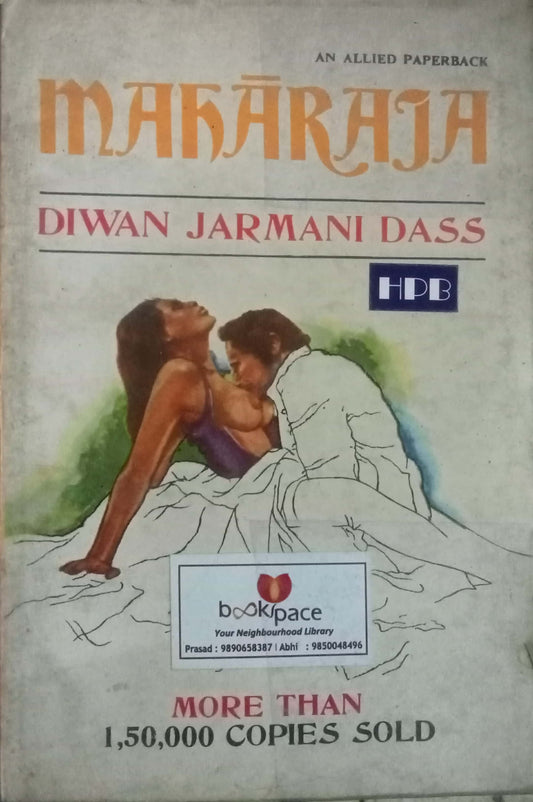 AN ALLIED PAPERBACK
MAHĀRAJA
DIWAN JARMANI DASS
HPB
bookspace
Your Neighbourhood Library
Prasad : 9890658387 | Abhi : 9850048496
MORE THAN
1,50,000 COPIES SOLD